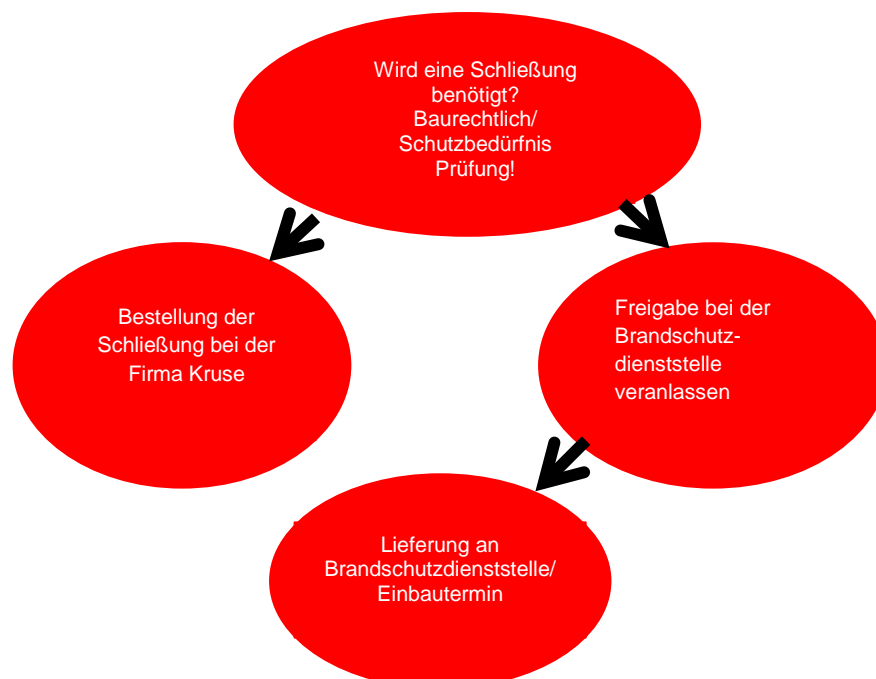 Wird eine Schließung
benötigt?
Baurechtlich/
Schutzbedürfnis
Prüfung!
Bestellung der
Schließung bei der
Firma Kruse
Freigabe bei der
Brandschutz-
dienststelle
veranlassen
Lieferung an
Brandschutzdienststelle/
Einbautermin